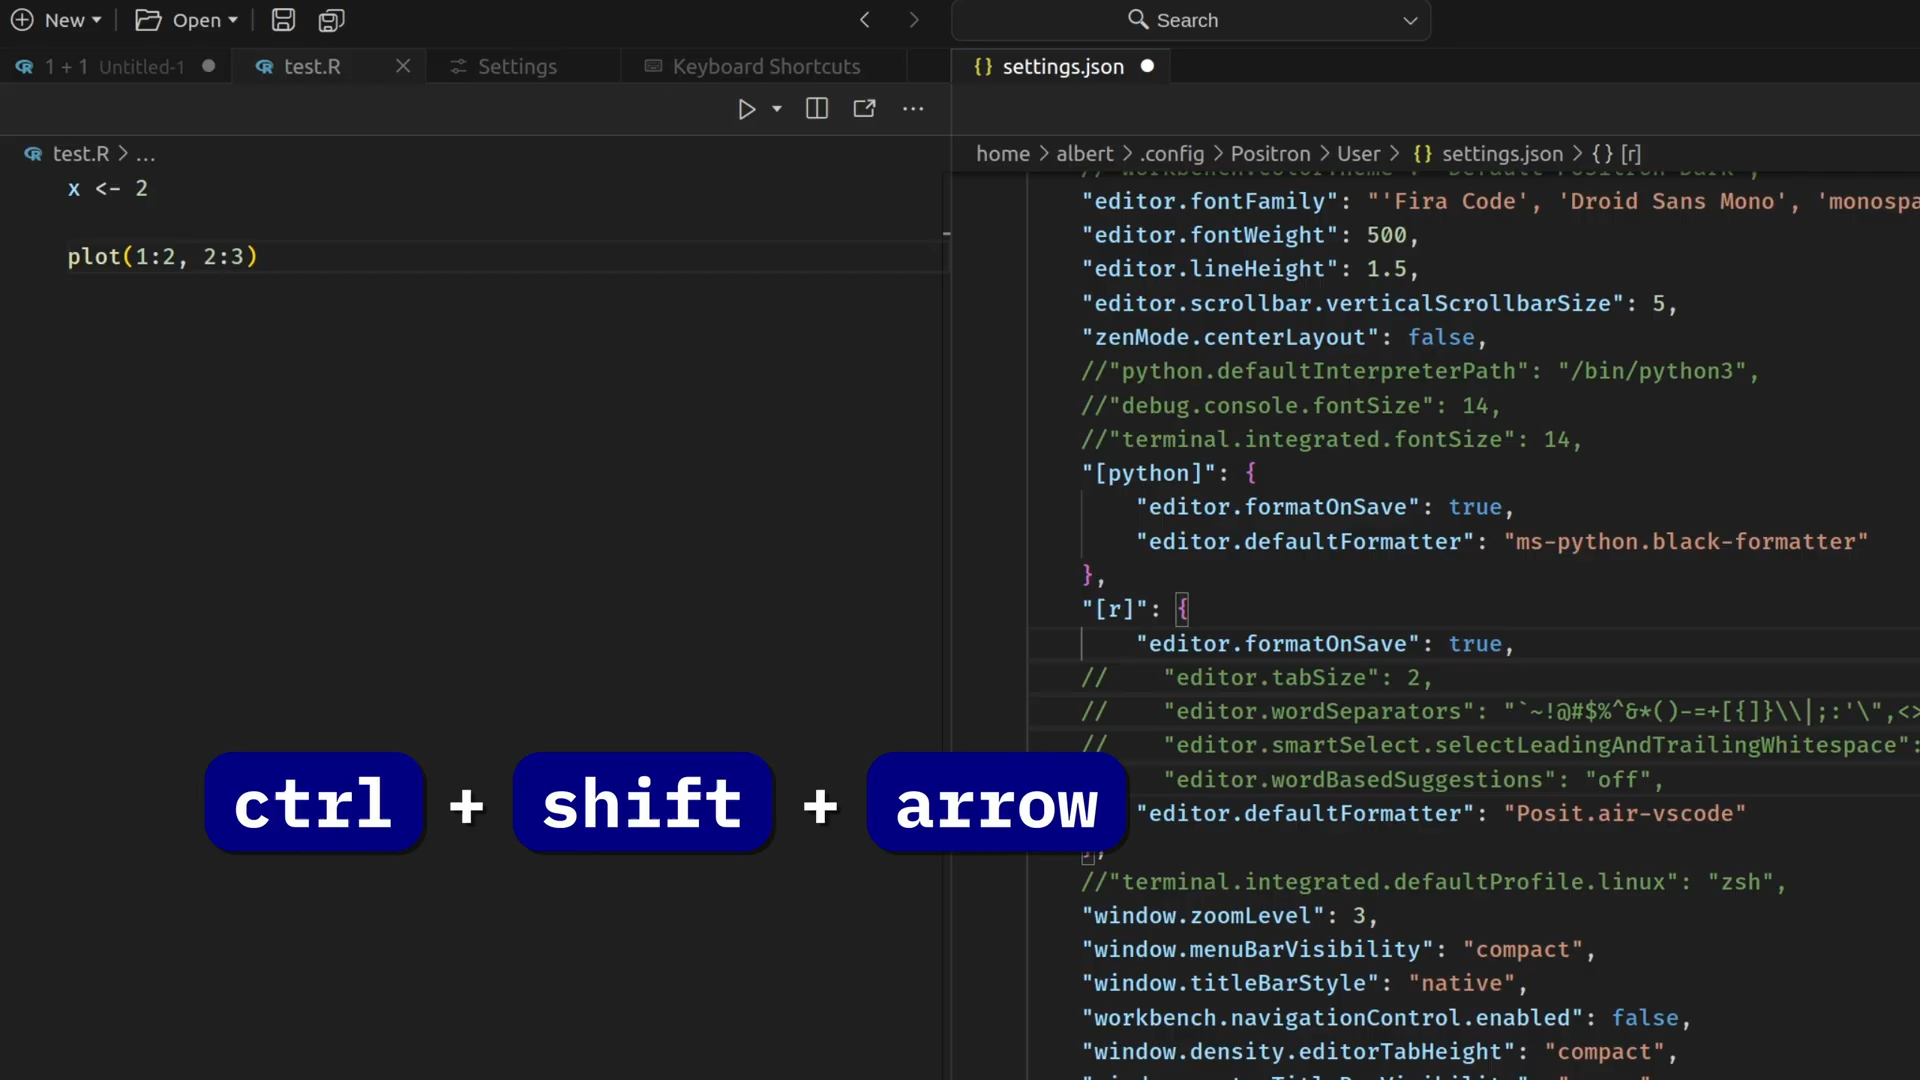 New
Open
Search
1 + 1 Untitled-1
test.R
Settings
Keyboard Shortcuts
{} settings.json
test.R > ...
x <- 2
plot(1:2, 2:3)
home > albert > .config > Positron > User > {} settings.json > {} [r]
"editor.fontFamily": "'Fira Code', 'Droid Sans Mono',
"editor.fontWeight": 500,
"editor.lineHeight": 1.5,
"editor.scrollbar.verticalScrollbarSize": 5,
"zenMode.centerLayout": false,
//"python.defaultInterpreterPath": "/bin/python3",
//"debug.console.fontSize": 14,
//"terminal.integrated.fontSize": 14,
"[python]": {
"editor.formatOnSave": true,
"editor.defaultFormatter": "ms-python.black-formatter"
},
"[r]": {
"editor.formatOnSave": true,
// "editor.tabSize": 2,
// "editor.wordSeparators": "`~!@#$%^&*()-=+[{]}\\|;:'\",<>
// "editor.smartSelect.selectLeadingAndTrailingWhitespace":
"editor.wordBasedSuggestions": "off",
"editor.defaultFormatter": "Posit.air-vscode"
},
//"terminal.integrated.defaultProfile.linux": "zsh",
"window.zoomLevel": 3,
"window.menuBarVisibility": "compact",
"window.titleBarStyle": "native",
"workbench.navigationControl.enabled": false,
"window.density.editorTabHeight": "compact",
ctrl + shift + arrow